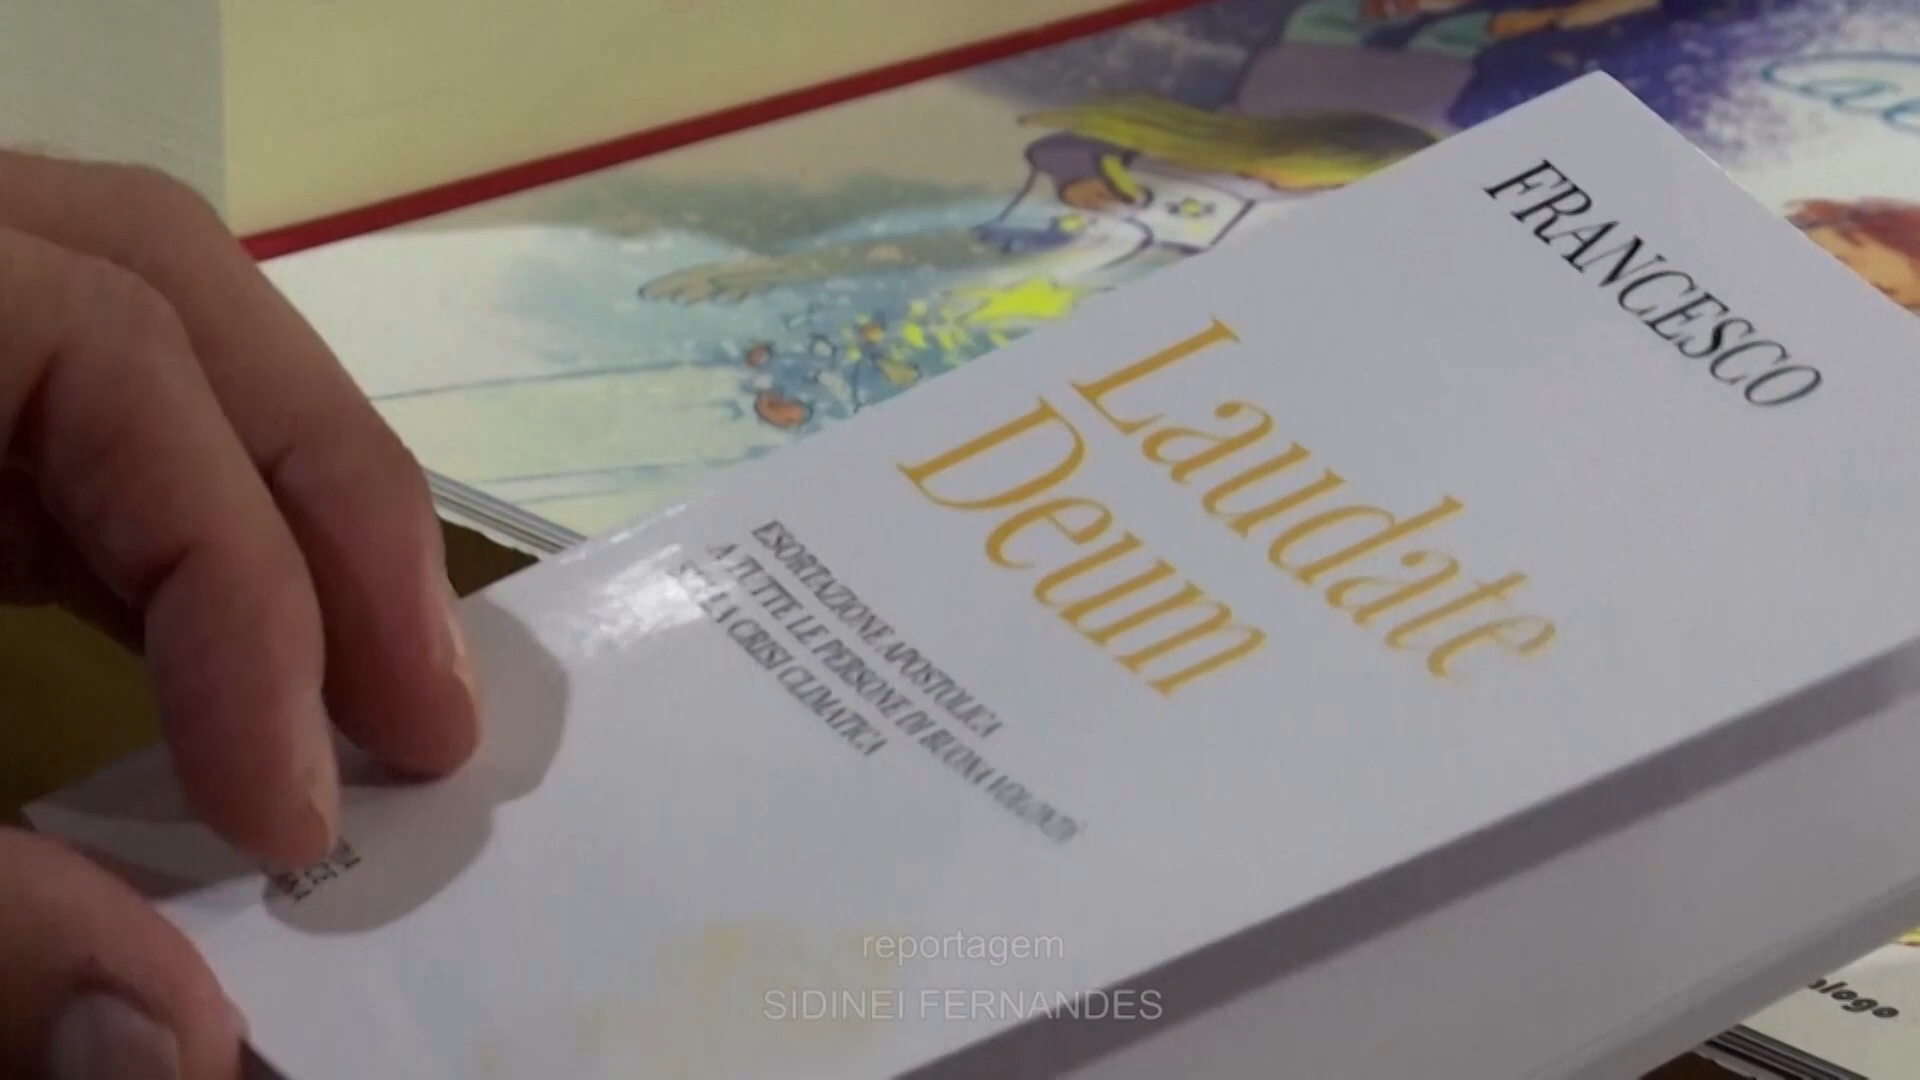 FRANCESCO
Laudate
Deum
ESORTAZIONE APOSTOLICA
A TUTTE LE PERSONE DI BUONA VOLONTÀ
SULLA CRISI CLIMATICA
reportagem
SIDINEI FERNANDES